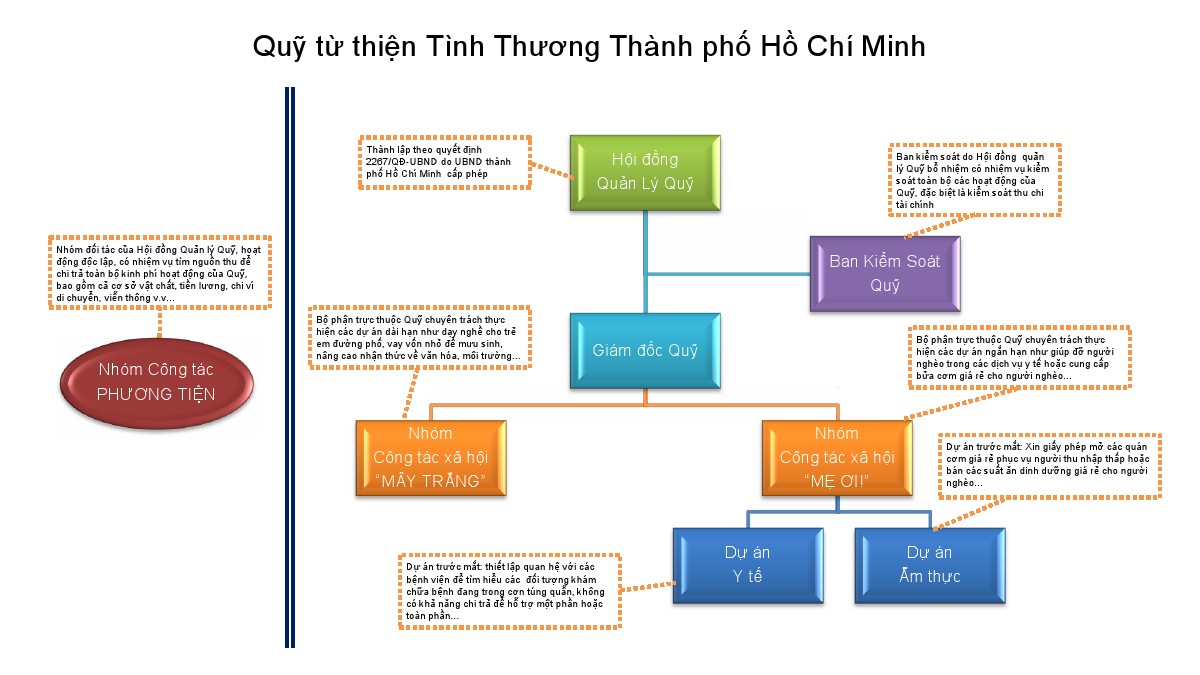 Quỹ từ thiện Tình Thương Thành phố Hồ Chí Minh
Thành lập theo quyết định
2267/QĐ-UBND do UBND thành
phố Hồ Chí Minh cấp phép
Hội đồng
Quản Lý Quỹ
Ban kiểm soát do Hội đồng quản
lý Quỹ bổ nhiệm có nhiệm vụ kiểm
soát toàn bộ các hoạt động của
Quỹ, đặc biệt là kiểm soát thu chi
tài chính
Ban Kiểm Soát
Quỹ
Nhóm đối tác của Hội đồng Quản lý Quỹ, hoạt
động độc lập, có nhiệm vụ tìm nguồn thu để
chi trả toàn bộ kinh phí hoạt động của Quỹ,
bao gồm cả cơ sở vật chất, tiền lương, chi ví
di chuyển, viễn thông v.v...
Nhóm Công tác
PHƯƠNG TIỆN
Bộ phận trực thuộc Quỹ chuyên trách thực
hiện các dự án dài hạn như dạy nghề cho trẻ
em đường phố, vay vốn nhỏ để mưu sinh,
nâng cao nhận thức về văn hóa, môi trường...
Giám đốc Quỹ
Bộ phận trực thuộc Quỹ chuyên trách thực
hiện các dự án ngắn hạn như giúp đỡ người
nghèo trong các dịch vụ y tế hoặc cung cấp
bữa cơm giá rẻ cho người nghèo...
Nhóm
Công tác xã hội
“MÂY TRẮNG”
Nhóm
Công tác xã hội
“MẸ ƠI!”
Dự án trước mắt: Xin giấy phép mở các quán
cơm giá rẻ phục vụ người thu nhập thấp hoặc
bán các suất ăn dinh dưỡng giá rẻ cho người
nghèo...
Dự án trước mắt: thiết lập quan hệ với các
bệnh viện để tìm hiểu các đối tượng khám
chữa bệnh đang trong cơn túng quẩn, không
có khả năng chi trả để hỗ trợ một phần hoặc
toàn phần...
Dự án
Y tế
Dự án
Ẩm thực